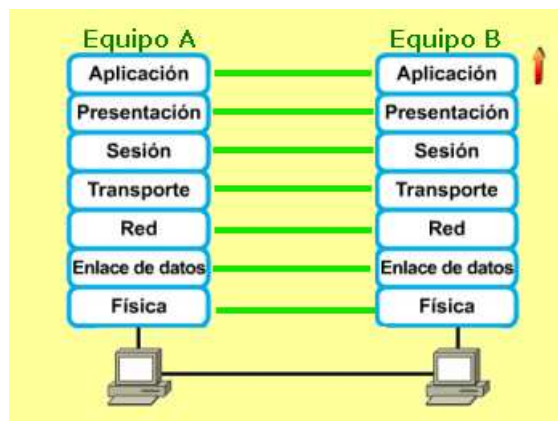 Equipo A
Equipo B
Aplicación
Aplicación
Presentación
Presentación
Sesión
Sesión
Transporte
Transporte
Red
Red
Enlace de datos
Enlace de datos
Física
Física